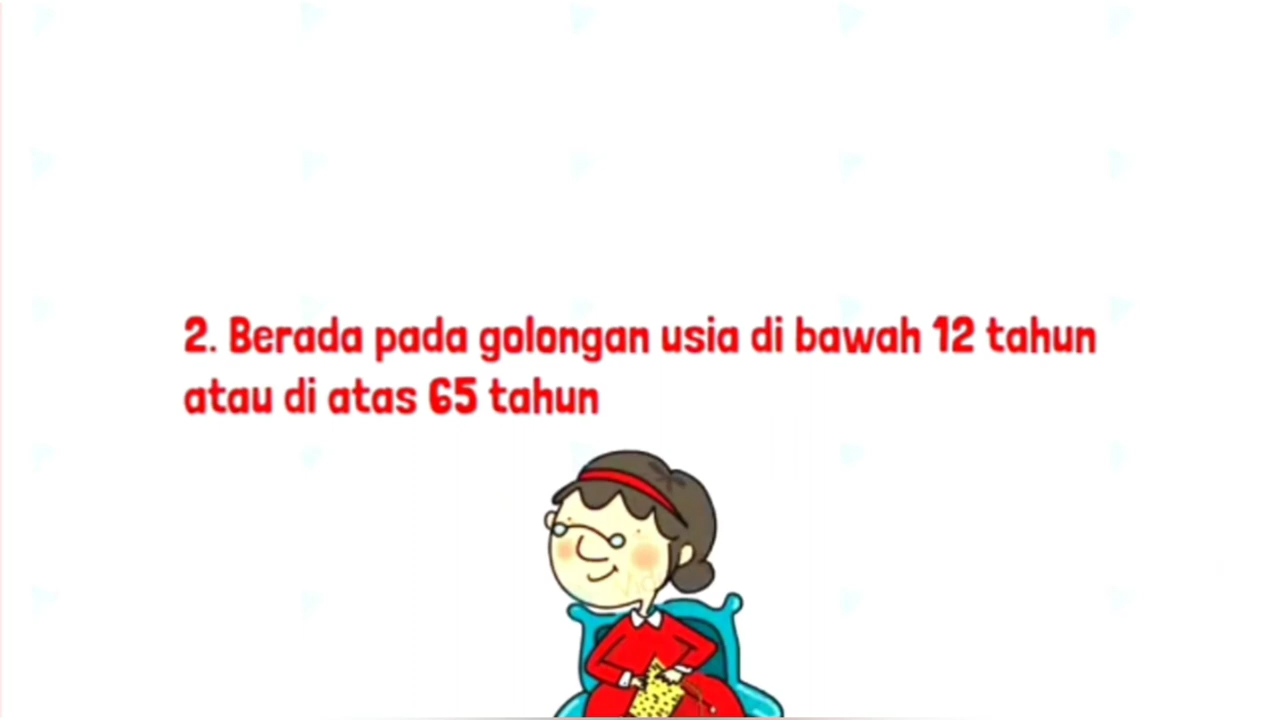 2. Berada pada golongan usia di bawah 12 tahun
atau di atas 65 tahun